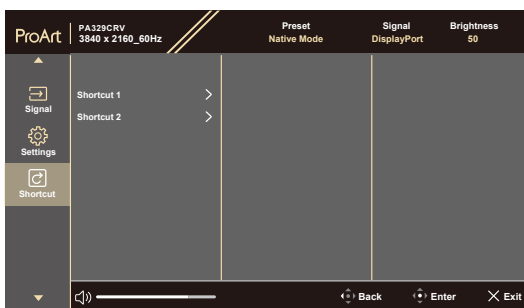 ProArt
PA329CRV
3840 x 2160_60Hz
Preset
Native Mode
Signal
DisplayPort
Brightness
50
Signal
Settings
Shortcut
Shortcut 1
Shortcut 2
Back
Enter
Exit